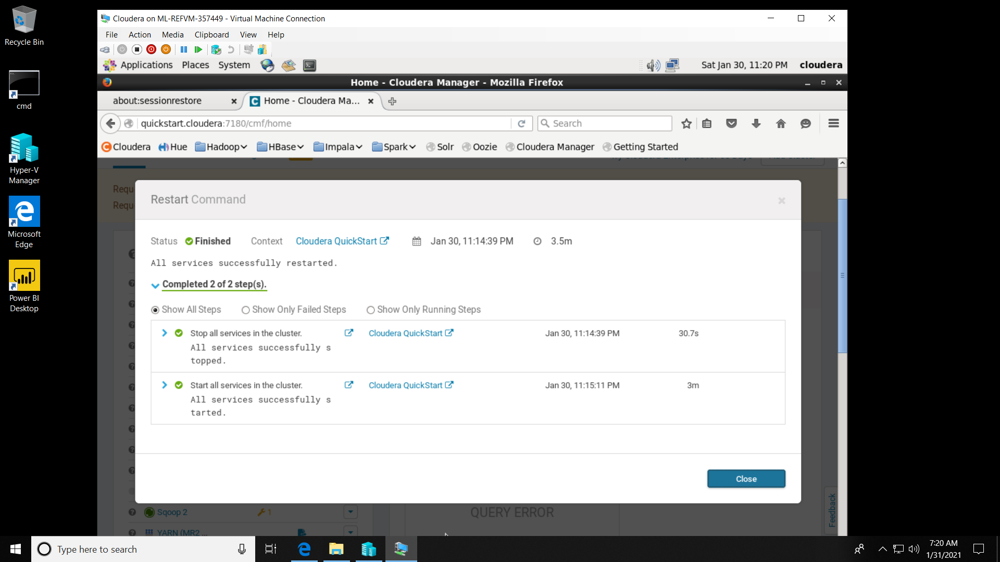 Recycle Bin
cmd
Hyper-V
Manager
Microsoft
Edge
Power BI
Desktop
Cloudera on ML-REFVM-357449 - Virtual Machine Connection
File Action Media Clipboard View Help
Applications Places System
Sat Jan 30, 11:20 PM cloudera
Home - Cloudera Manager - Mozilla Firefox
about:sessionrestore
Home - Cloudera Ma...
quickstart.cloudera:7180/cmf/home
Search
Cloudera Hue Hadoop HBase Impala Spark Solr Oozie Cloudera Manager Getting Started
Requ
Requ
Restart Command
Status Finished Context Cloudera QuickStart Jan 30, 11:14:39 PM 3.5m
All services successfully restarted.
Completed 2 of 2 step(s).
Show All Steps Show Only Failed Steps Show Only Running Steps
Stop all services in the cluster. Cloudera QuickStart Jan 30, 11:14:39 PM 30.7s
All services successfully s
topped.
Start all services in the cluster. Cloudera QuickStart Jan 30, 11:15:11 PM 3m
All services successfully s
tarted.
Close
Sqoop 2 1
QUERY ERROR
YARN (MR2 ...
Feedback
Type here to search
7:20 AM
1/31/2021